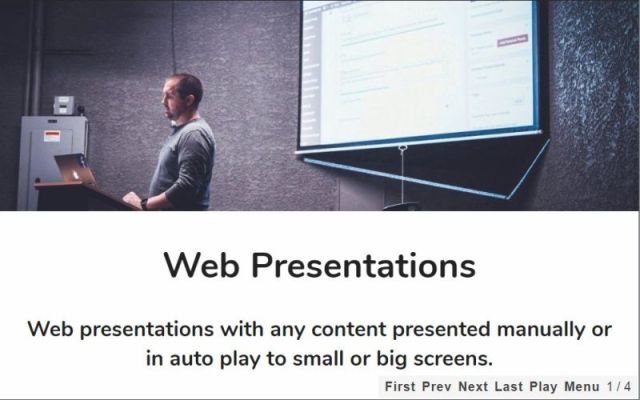 Web Presentations
Web presentations with any content presented manually or
in auto play to small or big screens.
First Prev Next Last Play Menu 1 / 4